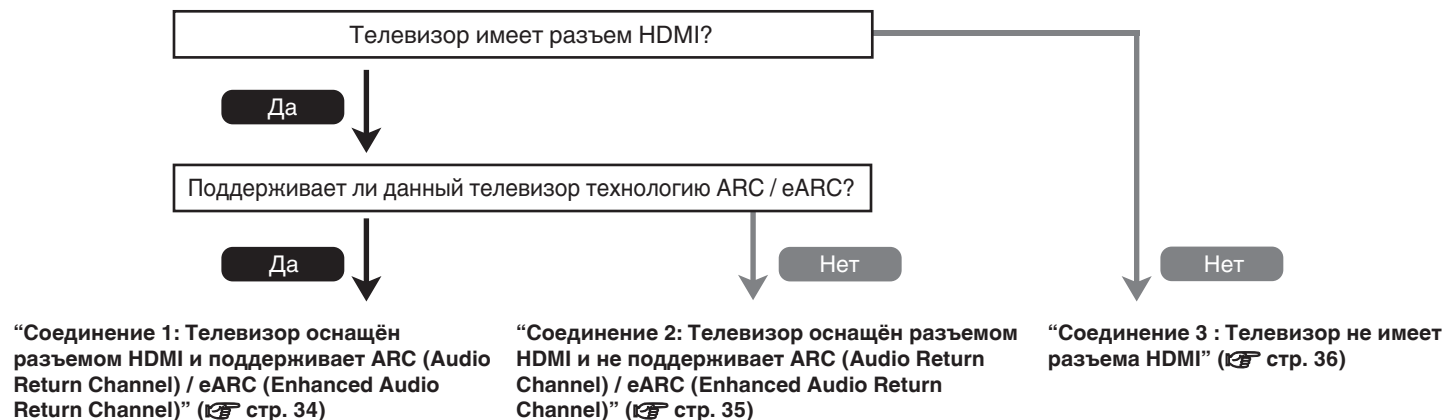 Телевизор имеет разъем HDMI?
Да
Поддерживает ли данный телевизор технологию ARC / eARC?
Да
Нет
Нет
“Соединение 1: Телевизор оснащён
разъемом HDMI и поддерживает ARC (Audio
Return Channel) / eARC (Enhanced Audio
Return Channel)” (☞ стр. 34)
“Соединение 2: Телевизор оснащён разъемом
HDMI и не поддерживает ARC (Audio Return
Channel) / eARC (Enhanced Audio Return
Channel)” (☞ стр. 35)
“Соединение 3 : Телевизор не имеет
разъема HDMI” (☞ стр. 36)